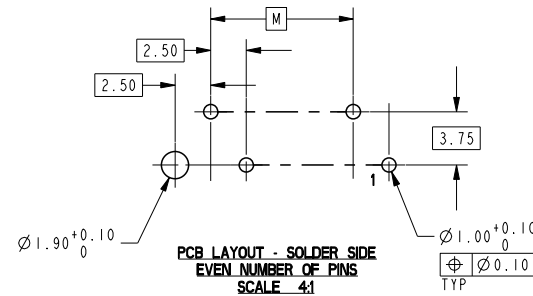 M
2.50
2.50
3.75
1
Ø1.90 +0.10 0
Ø1.00 +0.10 0
⌖ Ø0.10
TYP
PCB LAYOUT - SOLDER SIDE
EVEN NUMBER OF PINS
SCALE 4:1